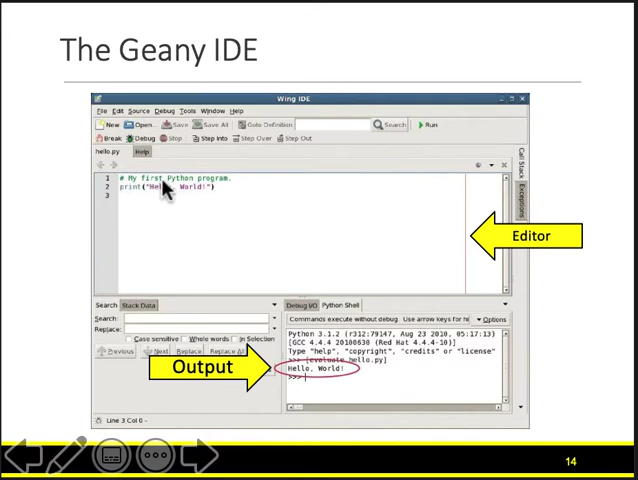 The Geany IDE
Wing IDE
File Edit Source Debug Tools Window Help
New Open... Save Save All Goto Definition Search Run
Break Debug Stop Step Into Step Over Step Out
hello.py Help
1 # My first Python program.
2 print("Hello, World!")
3
Call Stack
Exceptions
Editor
Search Stack Data
Search:
Replace:
Case sensitive Whole words In Selection
Previous Next Replace Replace All
Debug I/O Python Shell
Commands execute without debug. Use arrow keys for hi Options
Python 3.1.2 (r312:79147, Aug 23 2010, 05:17:13)
[GCC 4.4.4 20100630 (Red Hat 4.4.4-10)]
Type "help", "copyright", "credits" or "license"
>>> [evaluate hello.py]
Hello, World!
>>>
Output
Line 3 Col 0 -
14